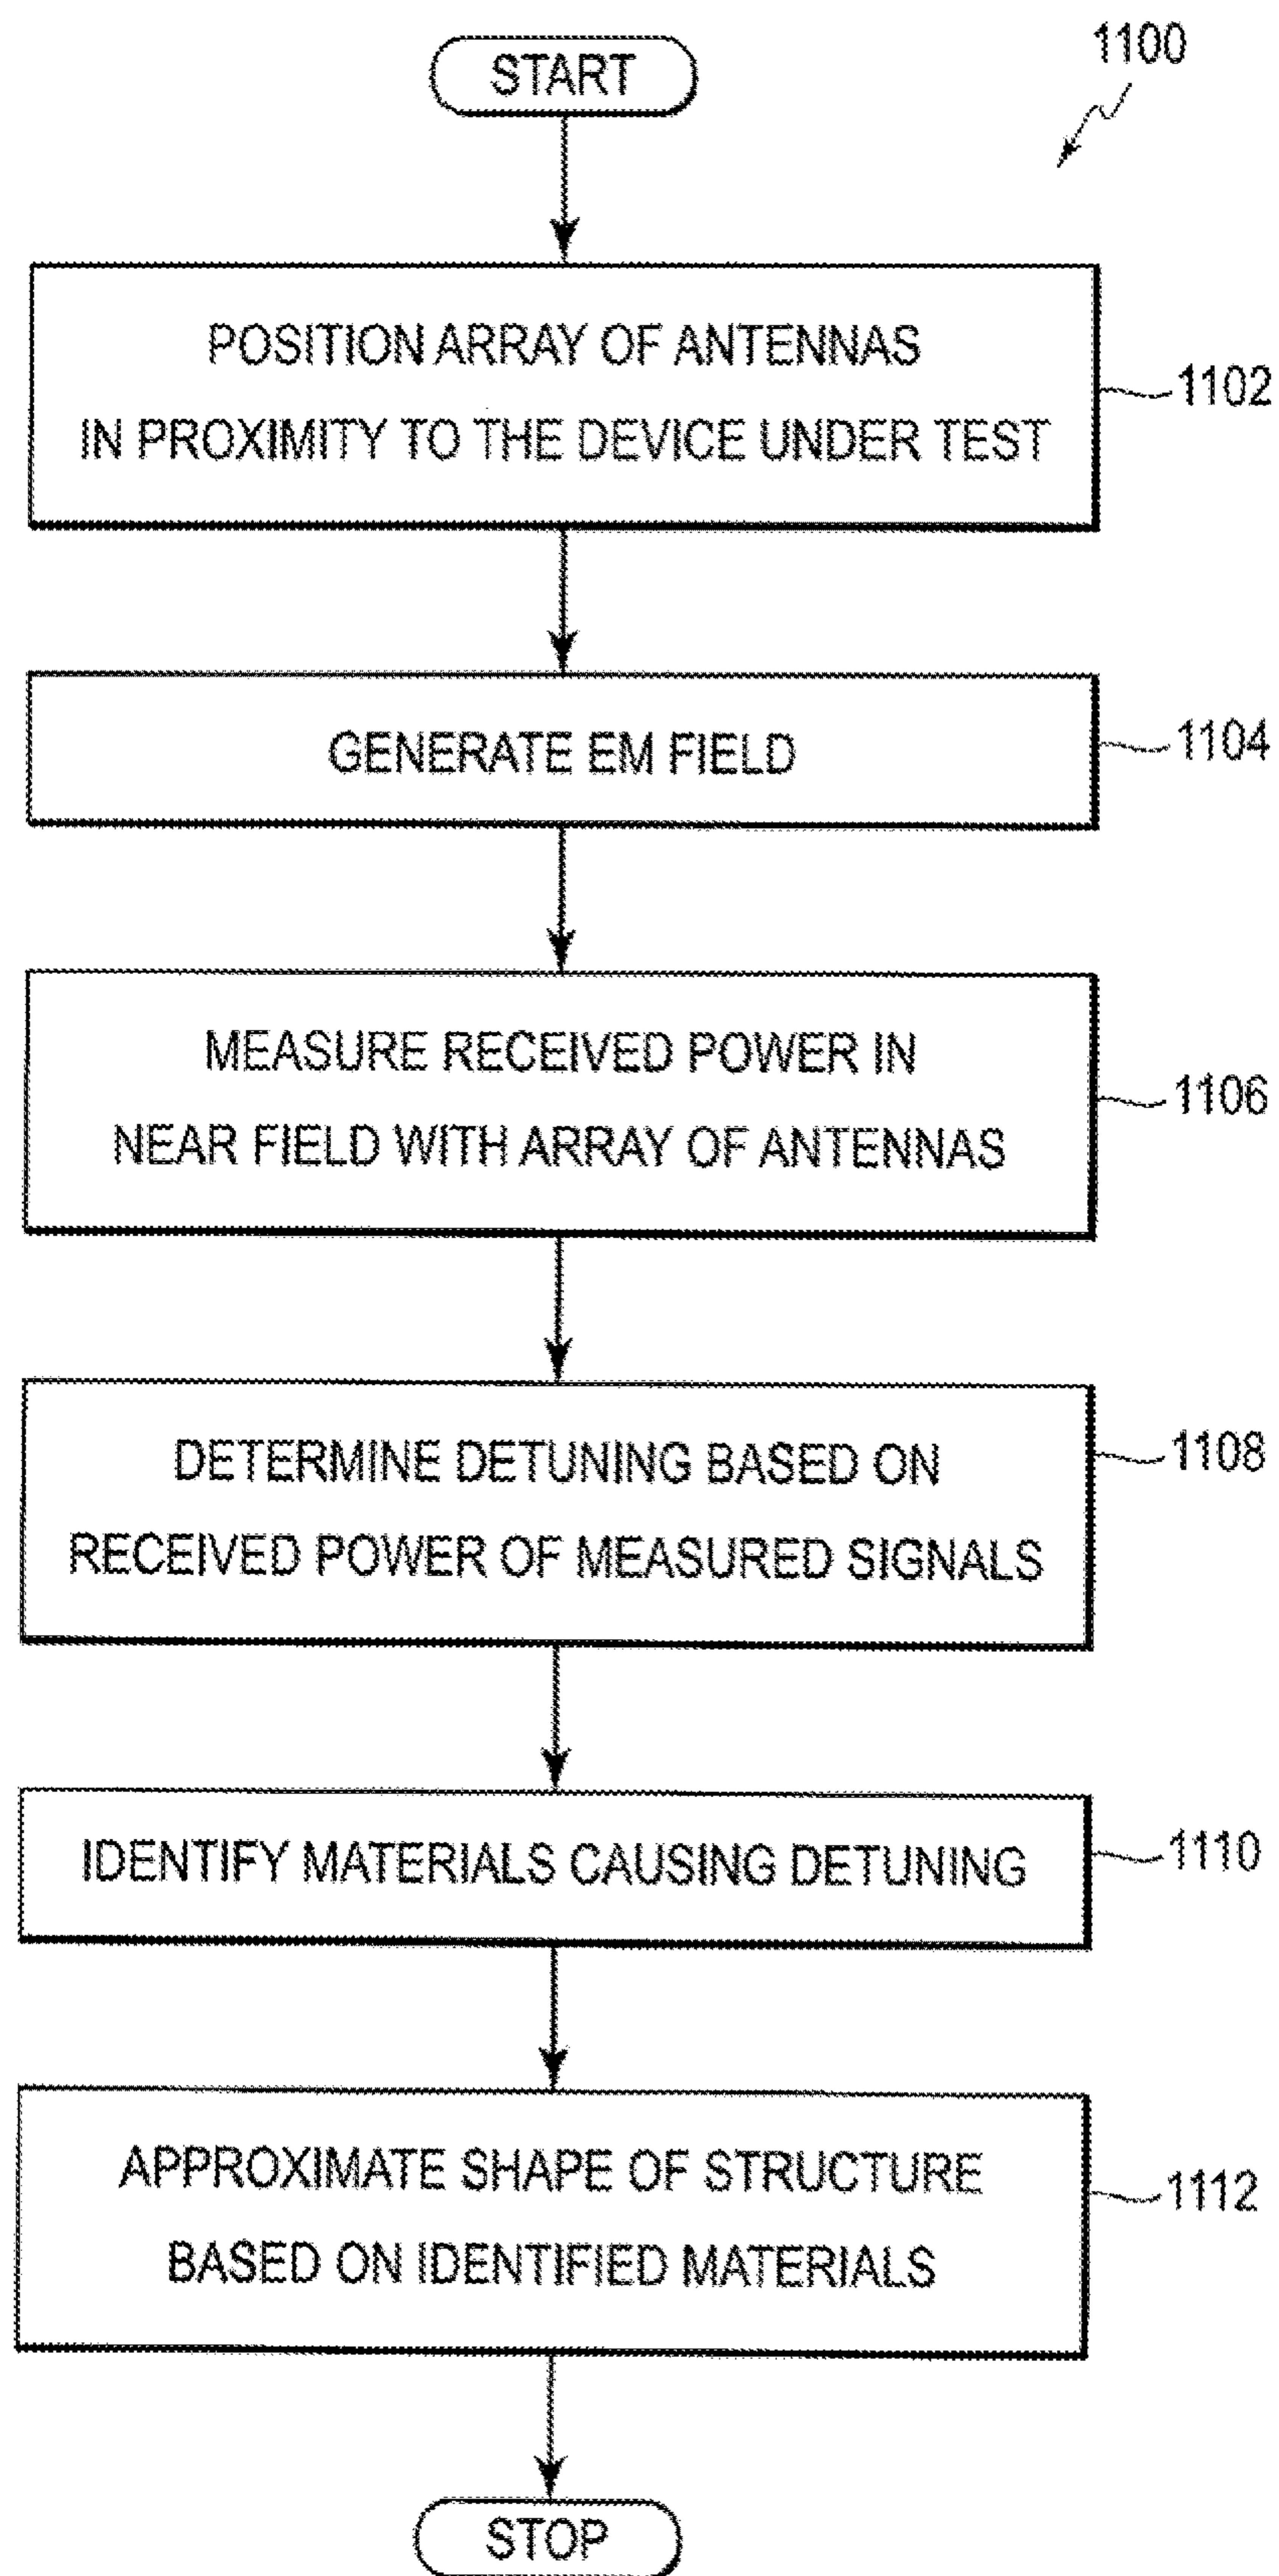 START
1100
POSITION ARRAY OF ANTENNAS
IN PROXIMITY TO THE DEVICE UNDER TEST
1102
GENERATE EM FIELD
1104
MEASURE RECEIVED POWER IN
NEAR FIELD WITH ARRAY OF ANTENNAS
1106
DETERMINE DETUNING BASED ON
RECEIVED POWER OF MEASURED SIGNALS
1108
IDENTIFY MATERIALS CAUSING DETUNING
1110
APPROXIMATE SHAPE OF STRUCTURE
BASED ON IDENTIFIED MATERIALS
1112
STOP